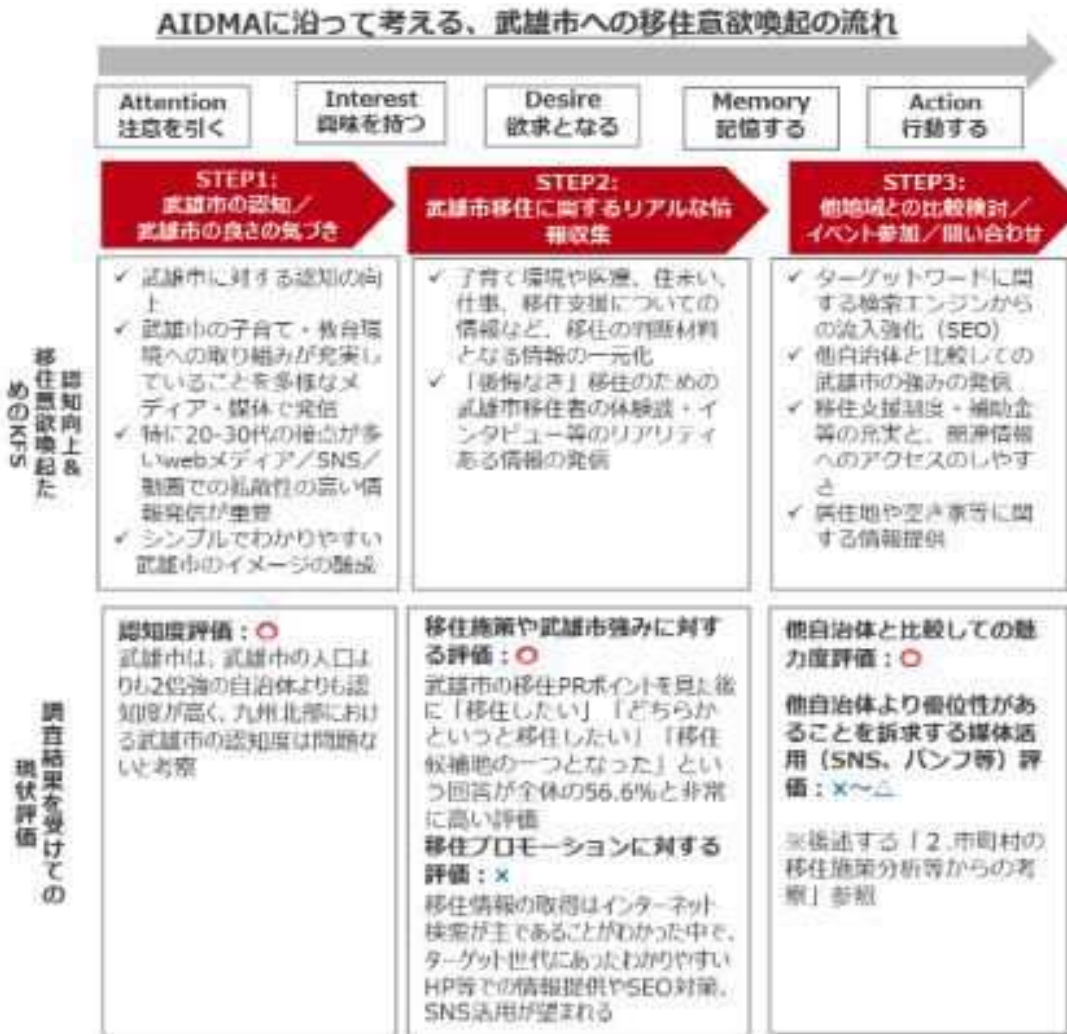 AIDMAに沿って考える、武雄市への移住意欲喚起の流れ
Attention
注意を引く
Interest
興味を持つ
Desire
欲求となる
Memory
記憶する
Action
行動する
STEP1:
武雄市の認知／
武雄市の良さの気づき
STEP2:
武雄市移住に関するリアルな情
報収集
STEP3:
他地域との比較検討／
イベント参加／問い合わせ
認知向上＆
移住意欲喚起た
めのKFS
✓ 武雄市に対する認知の向
上
✓ 武雄市の子育て・教育環
境への取り組みが充実し
ていることを多様なメ
ディア・媒体で発信
✓ 特に20-30代の接点が多
いwebメディア／SNS／
動画での拡散性の高い情
報発信が重要
✓ シンプルでわかりやすい
武雄市のイメージの醸成
✓ 子育て環境や医療、住まい、
仕事、移住支援についての
情報など、移住の判断材料
となる情報の一元化
✓ 「後悔なき」移住のための
武雄市移住者の体験談・イ
ンタビュー等のリアリティ
ある情報の発信
✓ ターゲットワードに関
する検索エンジンから
の流入強化（SEO）
✓ 他自治体と比較しての
武雄市の強みの発信
✓ 移住支援制度・補助金
等の充実と、関連情報
へのアクセスのしやす
さ
✓ 居住地や空き家等に関
する情報提供
調査結果を受けての
現状評価
認知度評価：○
武雄市は、武雄市の人口よ
りも2倍強の自治体よりも認
知度が高く、九州北部におけ
る武雄市の認知度は問題な
いと考察
移住施策や武雄市強みに対す
る評価：○
武雄市の移住PRポイントを見た後
に「移住したい」「どちらか
というと移住したい」「移住
候補地の一つとなった」とい
う回答が全体の56.6%と非常
に高い評価
移住プロモーションに対する
評価：×
移住情報の取得はインターネット
検索が主であることがわかった中で、
ターゲット世代にあったわかりやすい
HP等での情報提供やSEO対策、
SNS活用が望まれる
他自治体と比較しての魅
力度評価：○
他自治体より優位性があ
ることを訴求する媒体活
用（SNS、パンフ等）評
価：×～△
※後述する「2.市町村の
移住施策分析等からの考
察」参照